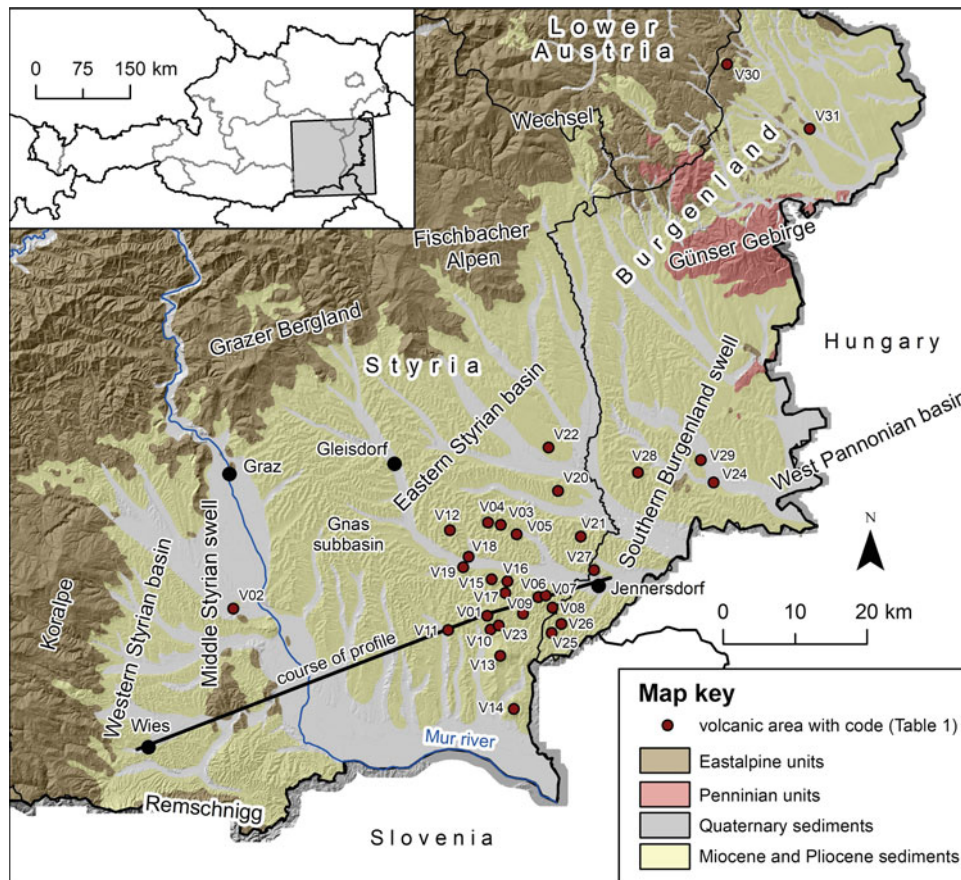 0 75 150 km
Lower
Austria
V30
Wechsel
V31
Burgenland
Fischbacher
Alpen
Günser Gebirge
Grazer Bergland
Hungary
Styria
Southern Burgenland swell
Eastern Styrian basin
West Pannonian basin
V22
Gleisdorf
V28
V29
V24
Graz
V20
Middle Styrian swell
Western Styrian basin
Koralpe
Gnas
subbasin
V12
V04
V03
V05
V21
V18
V27
V19
V15
V16
V17
V06
V07
Jennersdorf
V02
V01
V09
V08
V11
V10
V23
V26
V25
V13
N
0 10 20 km
course of profile
V14
Wies
Mur river
Remschnigg
Slovenia
Map key
volcanic area with code (Table 1)
Eastalpine units
Penninian units
Quaternary sediments
Miocene and Pliocene sediments